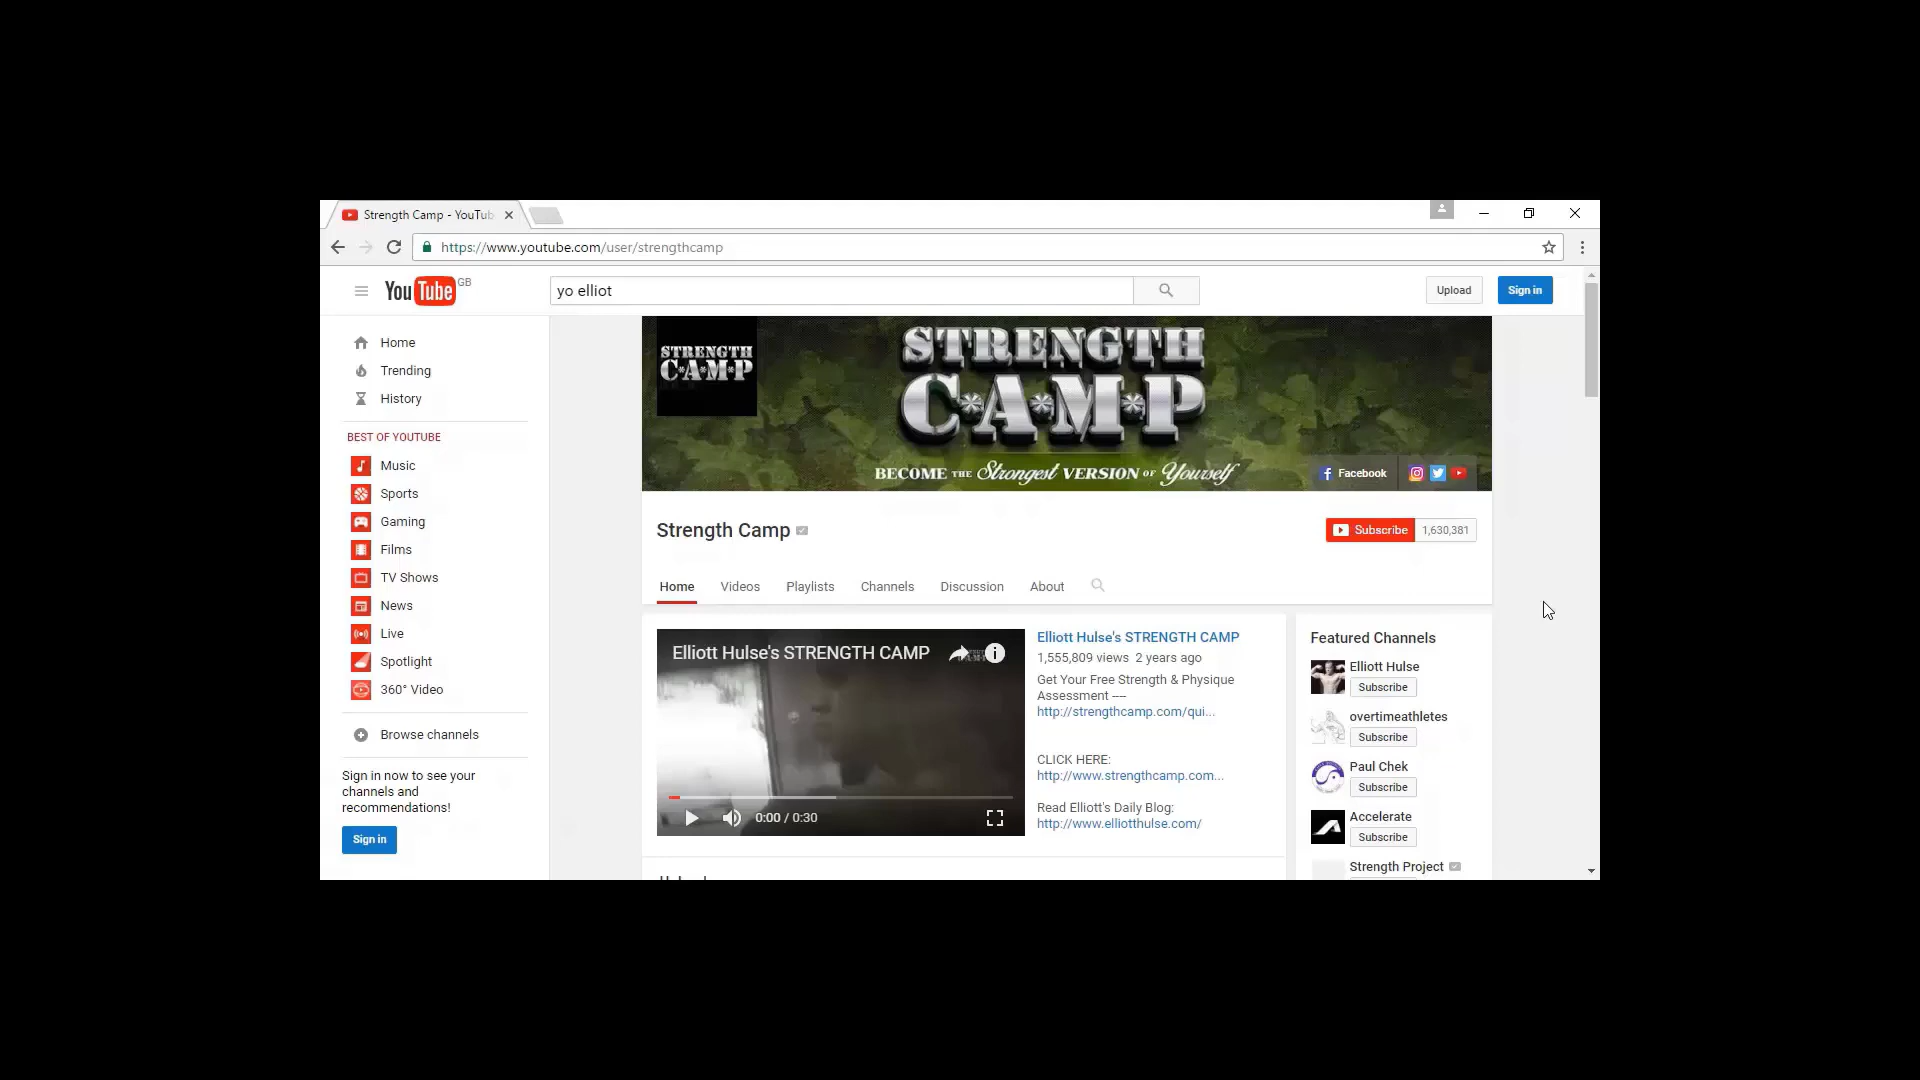 Strength Camp - YouTub
https://www.youtube.com/user/strengthcamp
YouTube GB
yo elliot
Upload
Sign in
Home
Trending
History
BEST OF YOUTUBE
Music
Sports
Gaming
Films
TV Shows
News
Live
Spotlight
360° Video
Browse channels
Sign in now to see your
channels and
recommendations!
Sign in
STRENGTH
C*A*M*P
STRENGTH
C*A*M*P
BECOME THE Strongest VERSION OF Yourself
Facebook
Strength Camp
Subscribe 1,630,381
Home Videos Playlists Channels Discussion About
Elliott Hulse's STRENGTH CAMP
0:00 / 0:30
Elliott Hulse's STRENGTH CAMP
1,555,809 views 2 years ago
Get Your Free Strength & Physique
Assessment ----
http://strengthcamp.com/qui...
CLICK HERE:
http://www.strengthcamp.com...
Read Elliott's Daily Blog:
http://www.elliotthulse.com/
Featured Channels
Elliott Hulse
Subscribe
overtimeathletes
Subscribe
Paul Chek
Subscribe
Accelerate
Subscribe
Strength Project